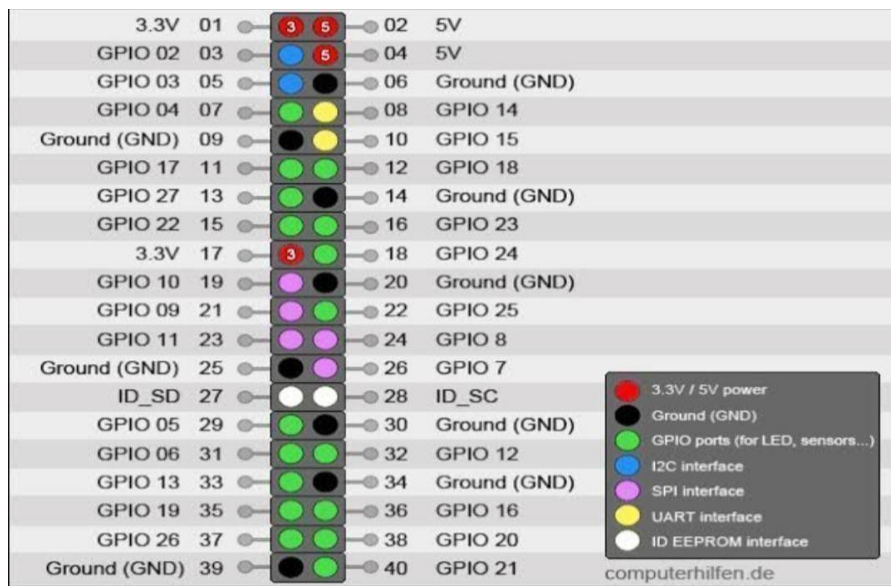 3.3V 01 3 5 02 5V
GPIO 02 03 5 04 5V
GPIO 03 05 06 Ground (GND)
GPIO 04 07 08 GPIO 14
Ground (GND) 09 10 GPIO 15
GPIO 17 11 12 GPIO 18
GPIO 27 13 14 Ground (GND)
GPIO 22 15 16 GPIO 23
3.3V 17 3 18 GPIO 24
GPIO 10 19 20 Ground (GND)
GPIO 09 21 22 GPIO 25
GPIO 11 23 24 GPIO 8
Ground (GND) 25 26 GPIO 7
ID_SD 27 28 ID_SC
GPIO 05 29 30 Ground (GND)
GPIO 06 31 32 GPIO 12
GPIO 13 33 34 Ground (GND)
GPIO 19 35 36 GPIO 16
GPIO 26 37 38 GPIO 20
Ground (GND) 39 40 GPIO 21
3.3V / 5V power
Ground (GND)
GPIO ports (for LED, sensors...)
I2C interface
SPI interface
UART interface
ID EEPROM interface
computerhilfen.de